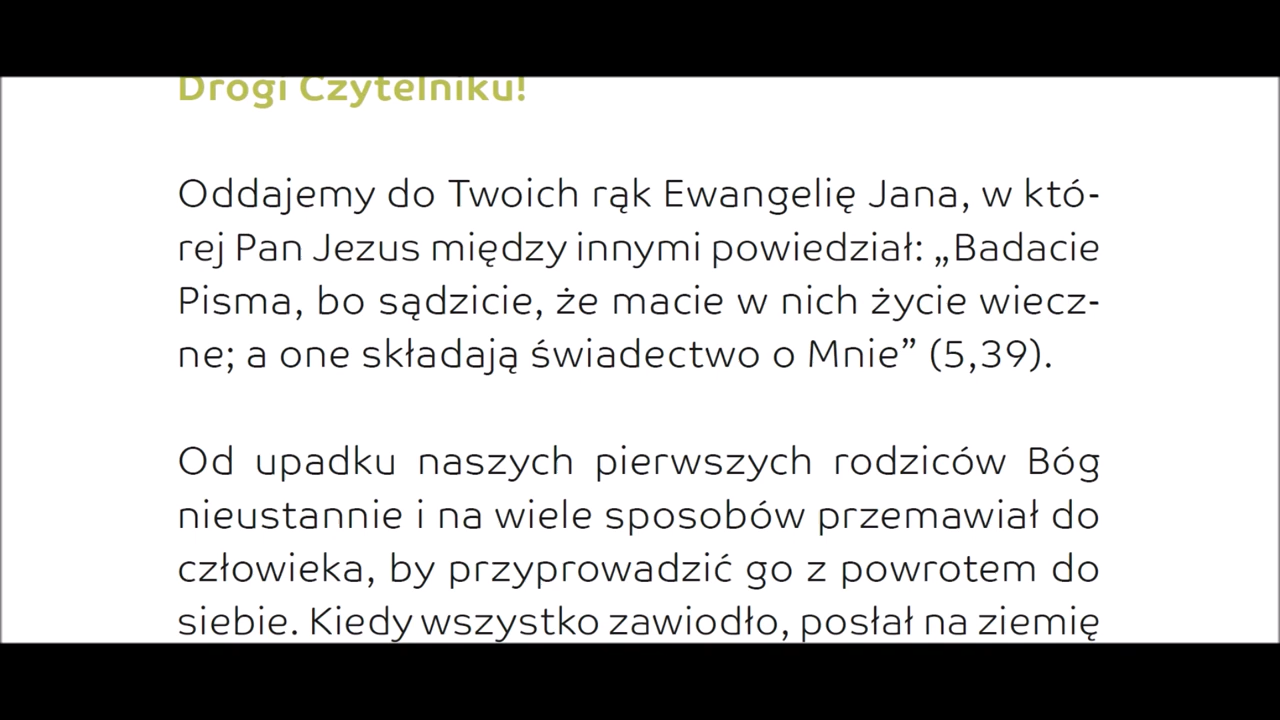 Drogi Czytelniku!
Oddajemy do Twoich rąk Ewangelię Jana, w któ-
rej Pan Jezus między innymi powiedział: „Badacie
Pisma, bo sądzicie, że macie w nich życie wiecz-
ne; a one składają świadectwo o Mnie” (5,39).
Od upadku naszych pierwszych rodziców Bóg
nieustannie i na wiele sposobów przemawiał do
człowieka, by przyprowadzić go z powrotem do
siebie. Kiedy wszystko zawiodło, posłał na ziemię